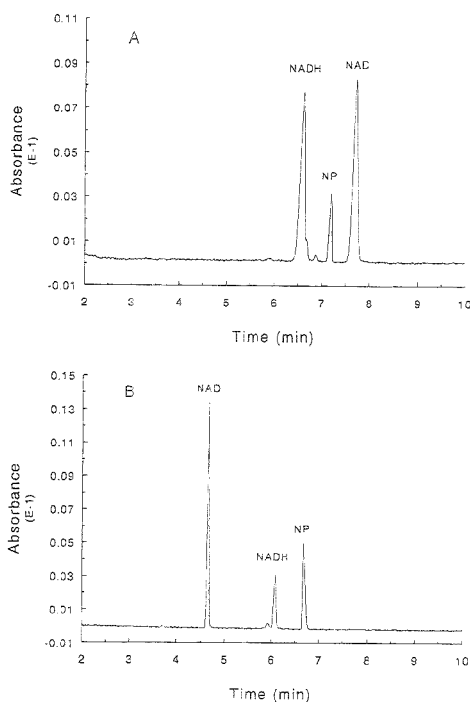 0.11
A
NADH
NAD
0.09
0.07
0.05
NP
0.03
0.01
-0.01
Absorbance
(E-1)
2 3 4 5 6 7 8 9 10
Time (min)
0.15
B
NAD
0.13
0.11
0.09
0.07
NP
0.05
NADH
0.03
0.01
-0.01
Absorbance
(E-1)
2 3 4 5 6 7 8 9 10
Time (min)